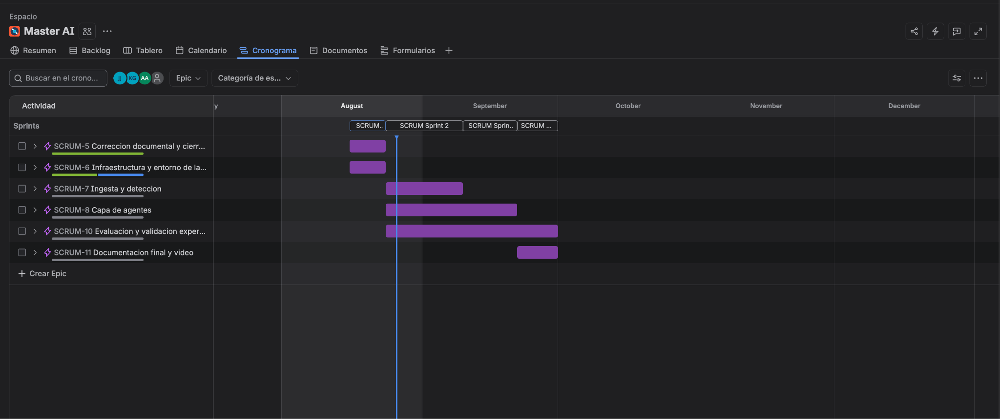 Espacio
Master AI
Resumen Backlog Tablero Calendario Cronograma Documentos Formularios
Buscar en el crono... JJ KG AA Epic Categoría de es...
Actividad y August September October November December
Sprints SCRUM.. SCRUM Sprint 2 SCRUM Sprin.. SCRUM ...
SCRUM-5 Correccion documental y cierr...
SCRUM-6 Infraestructura y entorno de la...
SCRUM-7 Ingesta y deteccion
SCRUM-8 Capa de agentes
SCRUM-10 Evaluacion y validacion exper...
SCRUM-11 Documentacion final y video
Crear Epic